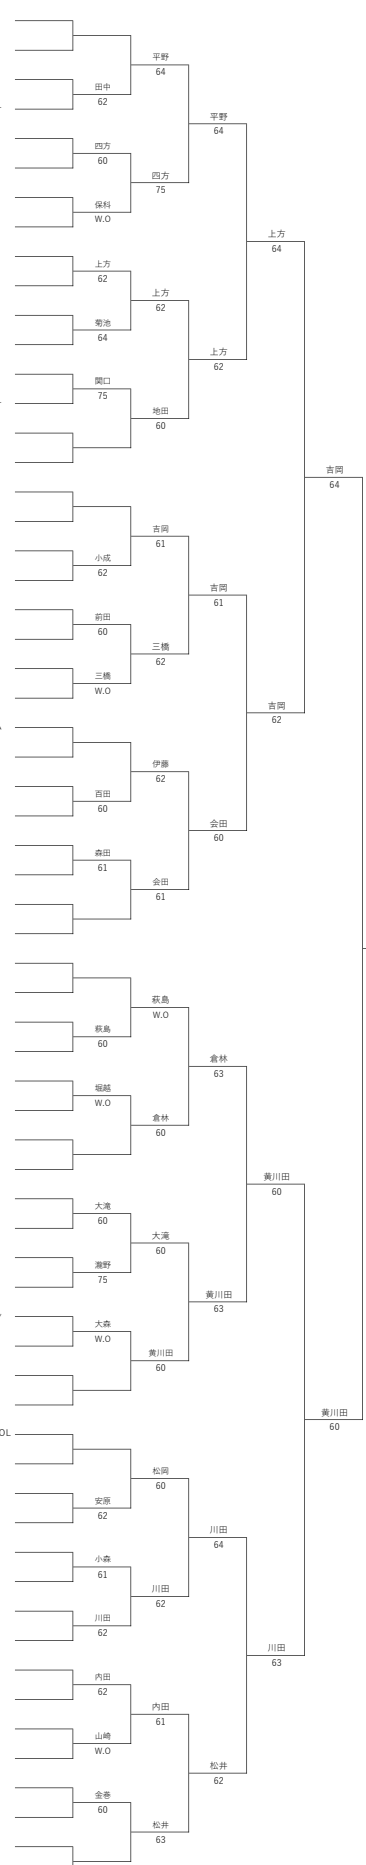 平野
64
田中
62
平野
64
四方
60
四方
75
保科
W.O
上方
64
上方
62
上方
62
菊池
64
上方
62
関口
75
地田
60
吉岡
64
吉岡
61
小成
62
吉岡
61
前田
60
三橋
62
三橋
W.O
吉岡
62
伊藤
62
百田
60
会田
60
森田
61
会田
61
萩島
W.O
萩島
60
倉林
63
堀越
W.O
倉林
60
黄川田
60
大滝
60
大滝
60
瀧野
75
黄川田
63
大森
W.O
黄川田
60
黄川田
60
OL
松岡
60
安原
62
川田
64
小森
61
川田
62
川田
62
川田
63
内田
62
内田
61
山崎
W.O
松井
62
金巻
60
松井
63